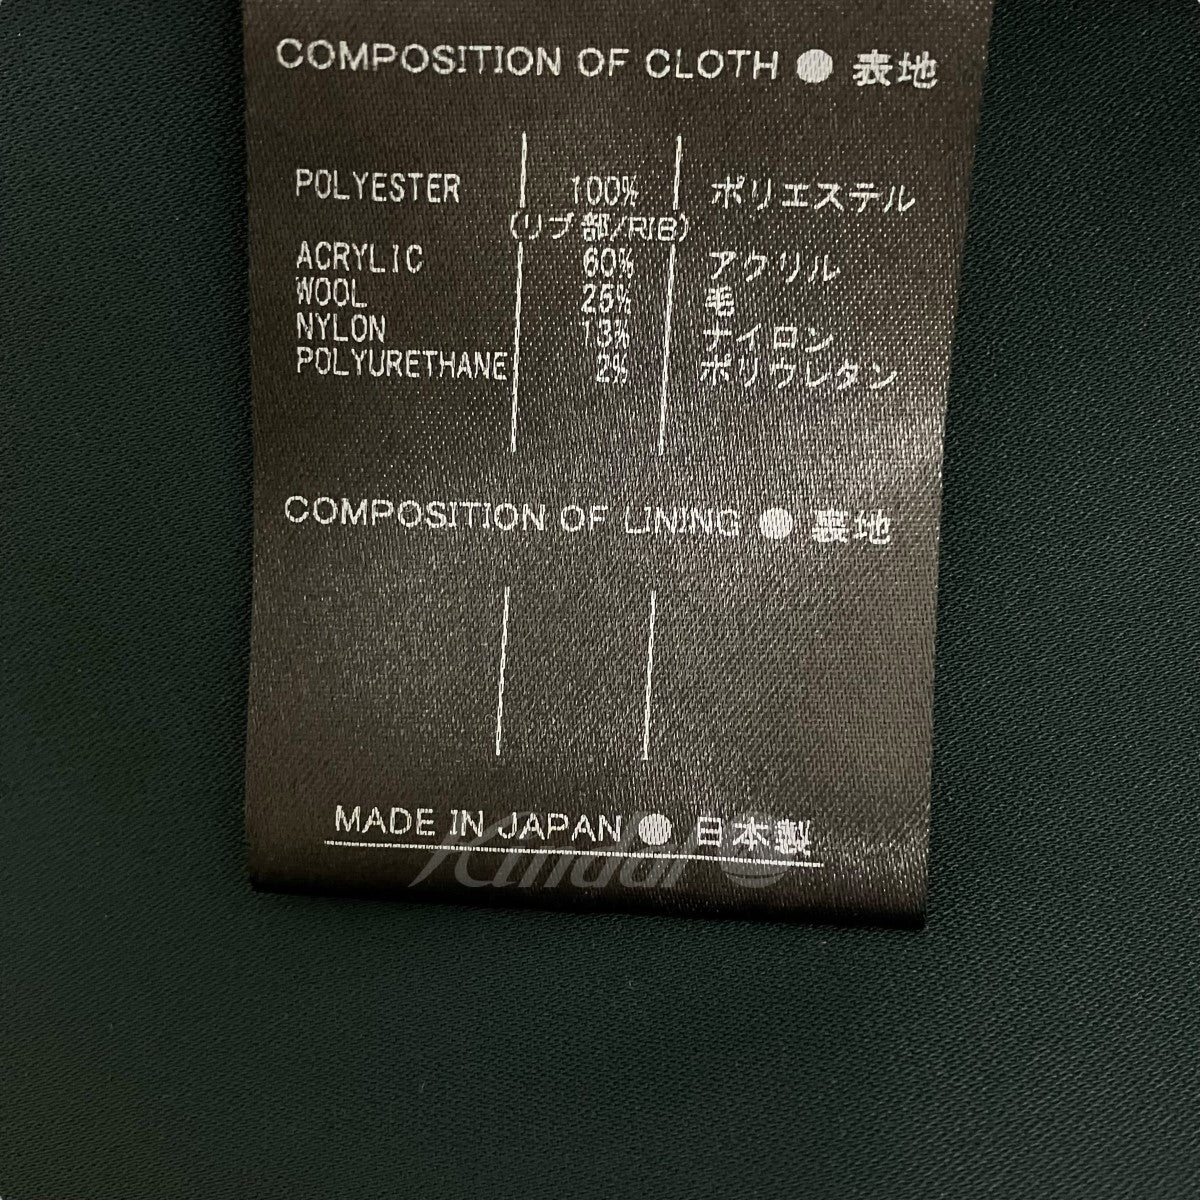 COMPOSITION OF CLOTH ● 表地
POLYESTER 100% ポリエステル
(リブ部/RIB)
ACRYLIC 60% アクリル
WOOL 25% 毛
NYLON 13% ナイロン
POLYURETHANE 2% ポリウレタン
COMPOSITION OF LINING ● 裏地
MADE IN JAPAN ● 日本製
Kindal